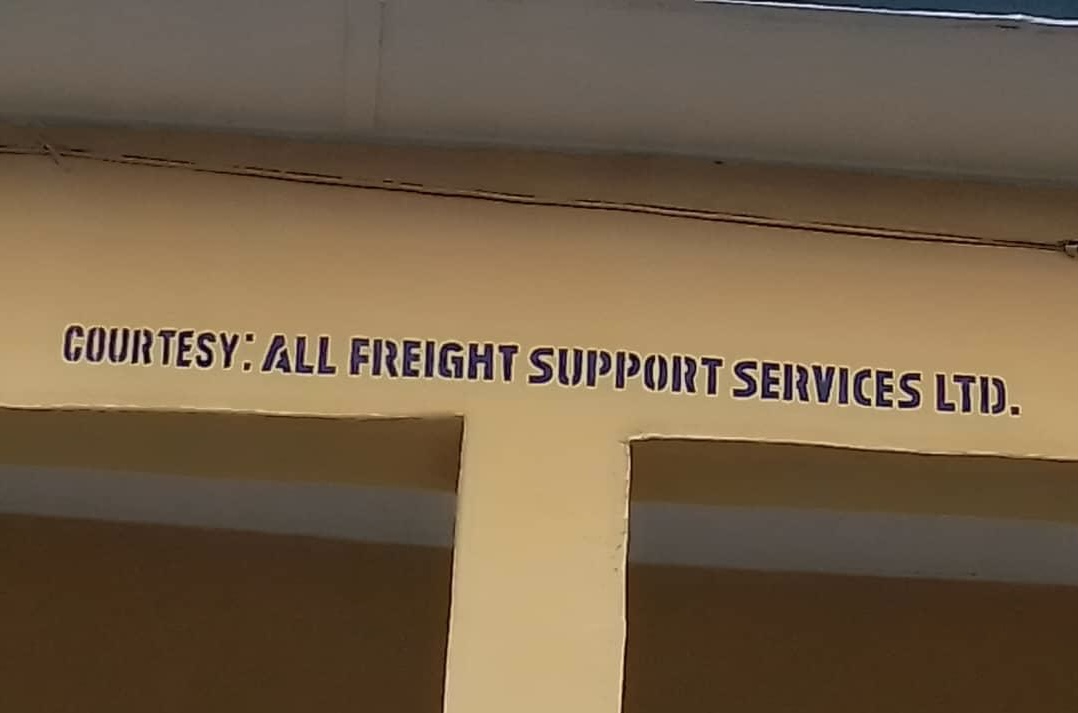 COURTESY: ALL FREIGHT SUPPORT SERVICES LTD.